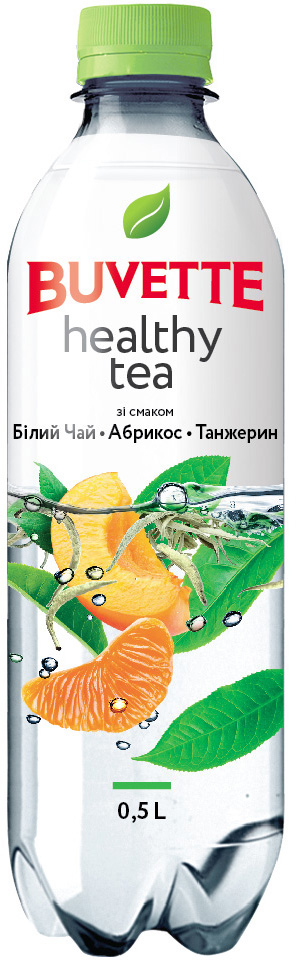 BUVETTE
healthy
tea
зі смаком
Білий Чай • Абрикос • Танжерин
0,5 L